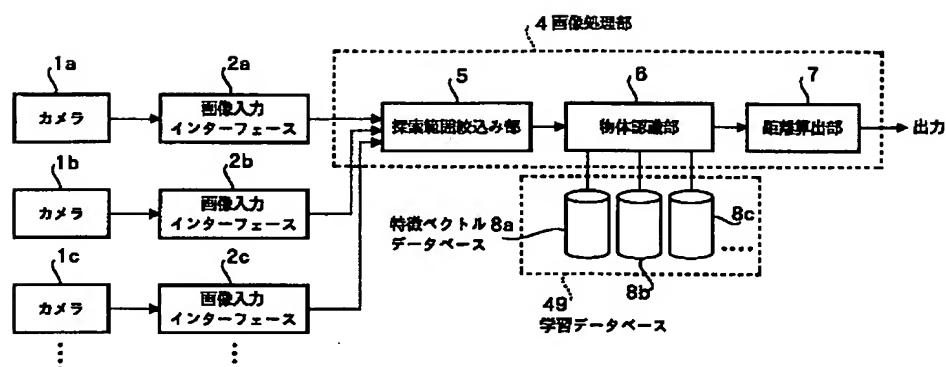 4 画像処理部
1a
2a
5
6
7
カメラ
画像入力
インターフェース
探索範囲絞込み部
物体認識部
距離算出部
出力
1b
2b
カメラ
画像入力
インターフェース
特徴ベクトル 8a
データベース
8c
8b
49
学習データベース
1c
2c
カメラ
画像入力
インターフェース